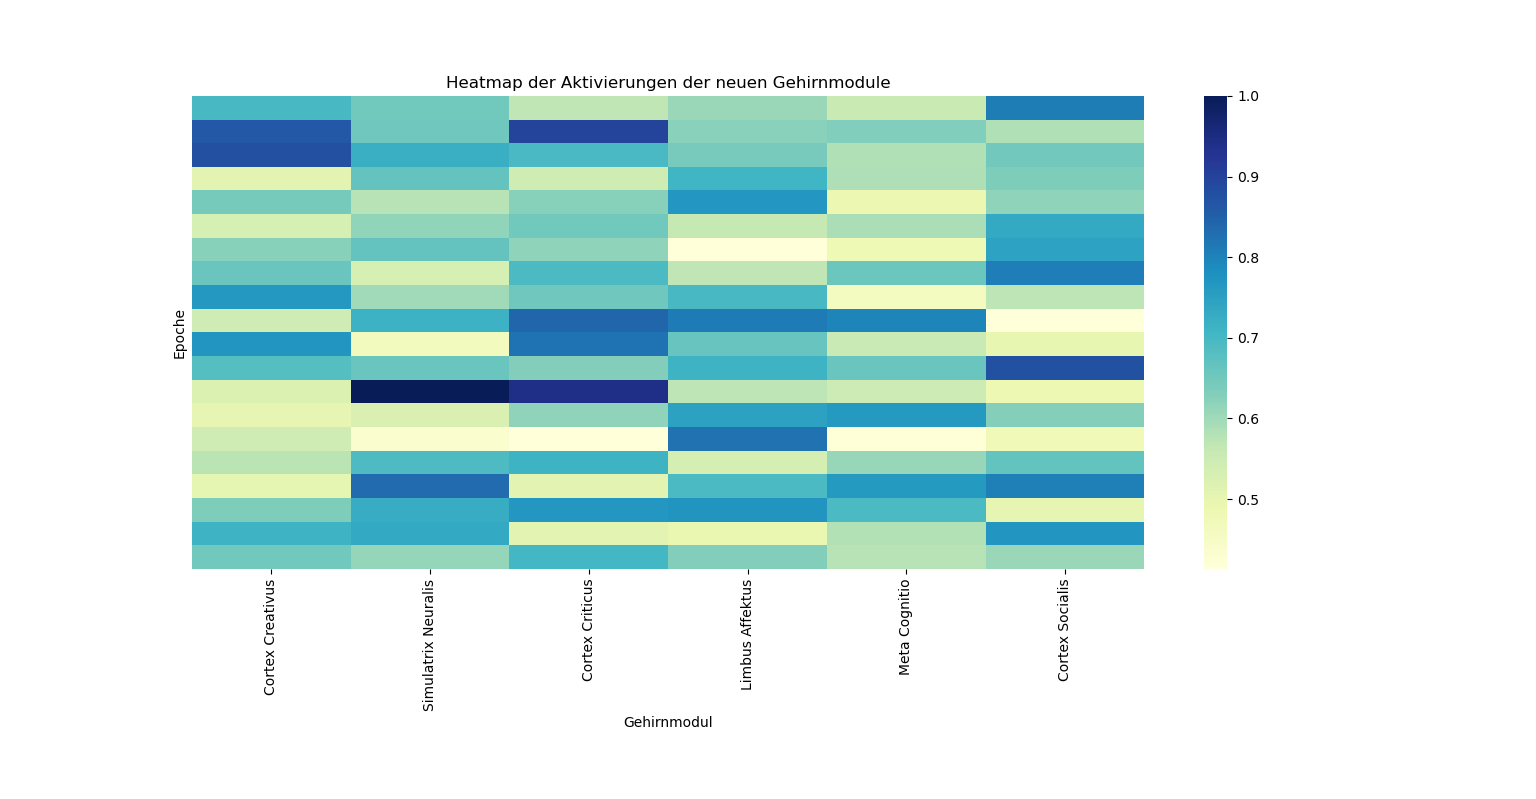 Heatmap der Aktivierungen der neuen Gehirnmodule
Epoche
Cortex Creativus
Simulatrix Neuralis
Cortex Criticus
Limbus Affektus
Meta Cognitio
Cortex Socialis
Gehirnmodul
1.0
0.9
0.8
0.7
0.6
0.5